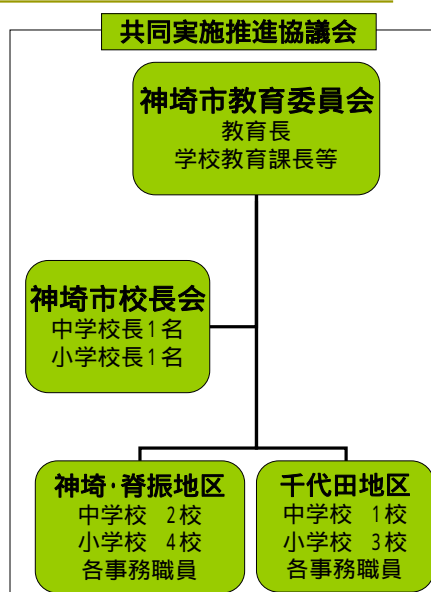 共同実施推進協議会
神埼市教育委員会
教育長
学校教育課長等
神埼市校長会
中学校長1名
小学校長1名
神埼・脊振地区
中学校 2校
小学校 4校
各事務職員
千代田地区
中学校 1校
小学校 3校
各事務職員